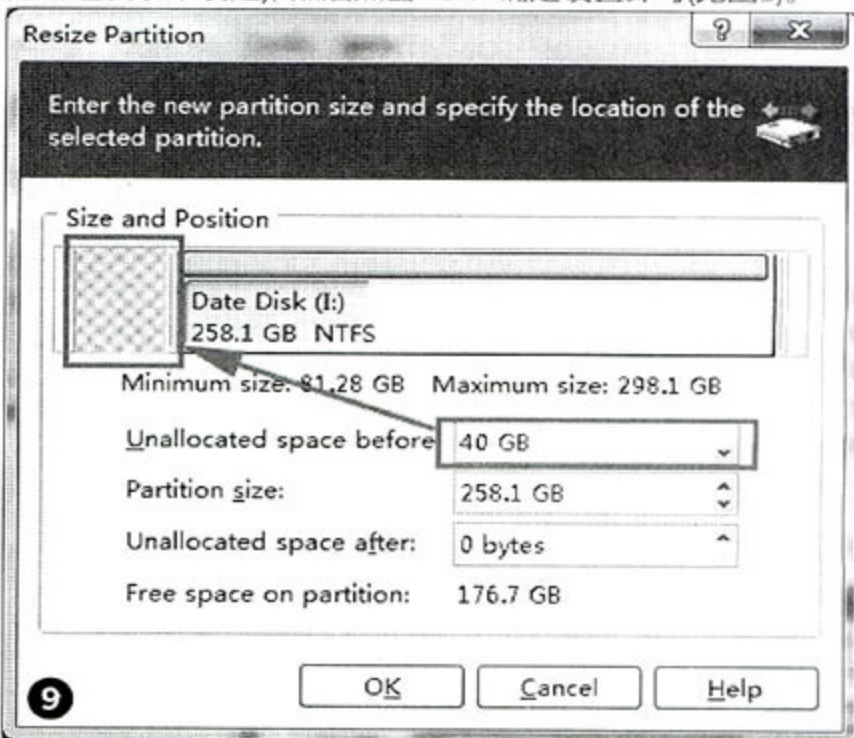 Resize Partition
Enter the new partition size and specify the location of the
selected partition.
Size and Position
Date Disk (I:)
258.1 GB NTFS
Minimum size: 81.28 GB Maximum size: 298.1 GB
Unallocated space before 40 GB
Partition size: 258.1 GB
Unallocated space after: 0 bytes
Free space on partition: 176.7 GB
9
OK Cancel Help